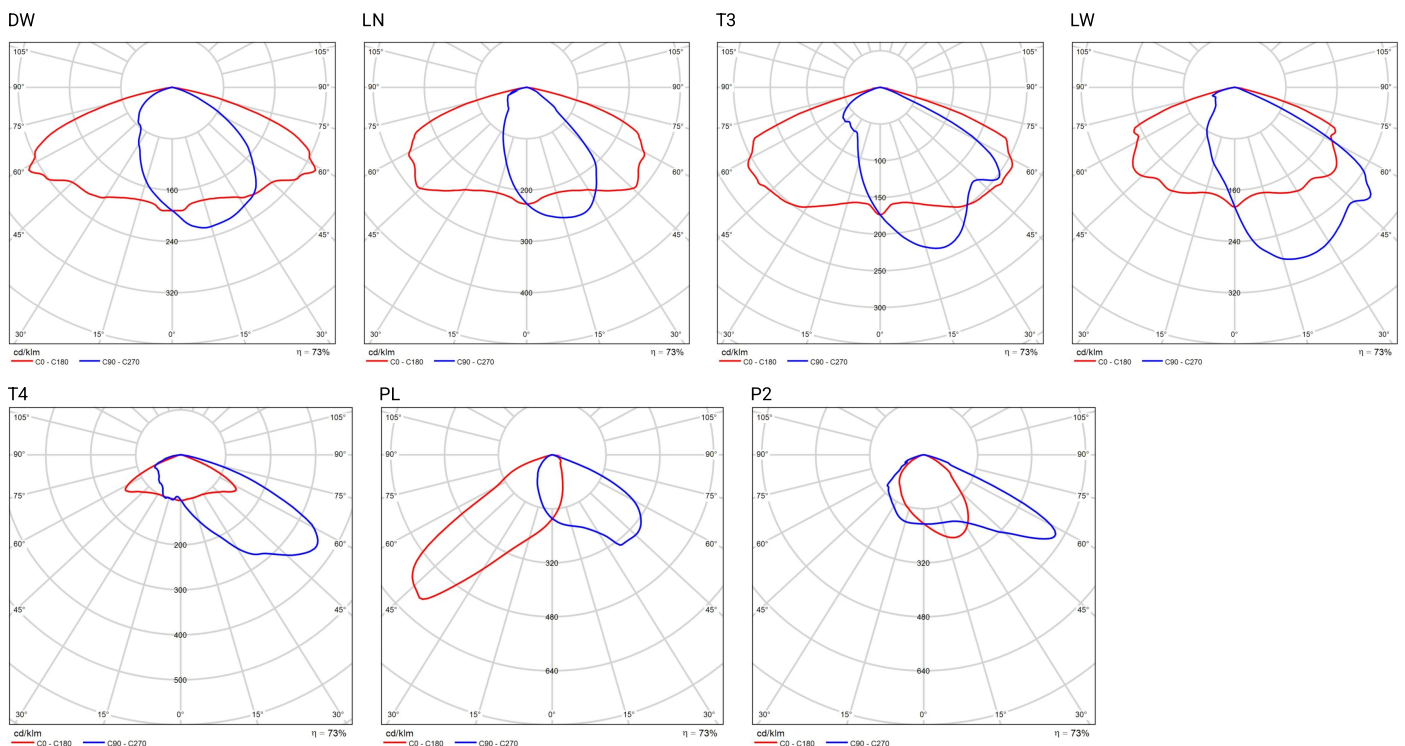 DW LN T3 LW
105° 105° 105° 105° 105° 105° 105° 105°
90° 90° 90° 90° 90° 90° 90° 90°
75° 75° 75° 75° 75° 75° 75° 75°
100
60° 60° 60° 60° 60° 60° 60° 60°
160 200 150 160
45° 45° 45° 45° 45° 45° 45° 45°
240 300 200 240
250
320 400 300 320
30° 15° 0° 15° 30° 30° 15° 0° 15° 30° 30° 15° 0° 15° 30° 30° 15° 0° 15° 30°
cd/klm η = 73% cd/klm η = 73% cd/klm η = 73% cd/klm η = 73%
C0 - C180 C90 - C270 C0 - C180 C90 - C270 C0 - C180 C90 - C270 C0 - C180 C90 - C270
T4 PL P2
105° 105° 105° 105° 105° 105°
90° 90° 90° 90° 90° 90°
75° 75° 75° 75° 75° 75°
60° 200 60° 60° 60° 60° 60°
320 320
300
45° 45° 45° 45° 45° 45°
480 480
400
640 640
500
30° 15° 0° 15° 30° 30° 15° 0° 15° 30° 30° 15° 0° 15° 30°
cd/klm η = 73% cd/klm η = 73% cd/klm η = 73%
C0 - C180 C90 - C270 C0 - C180 C90 - C270 C0 - C180 C90 - C270